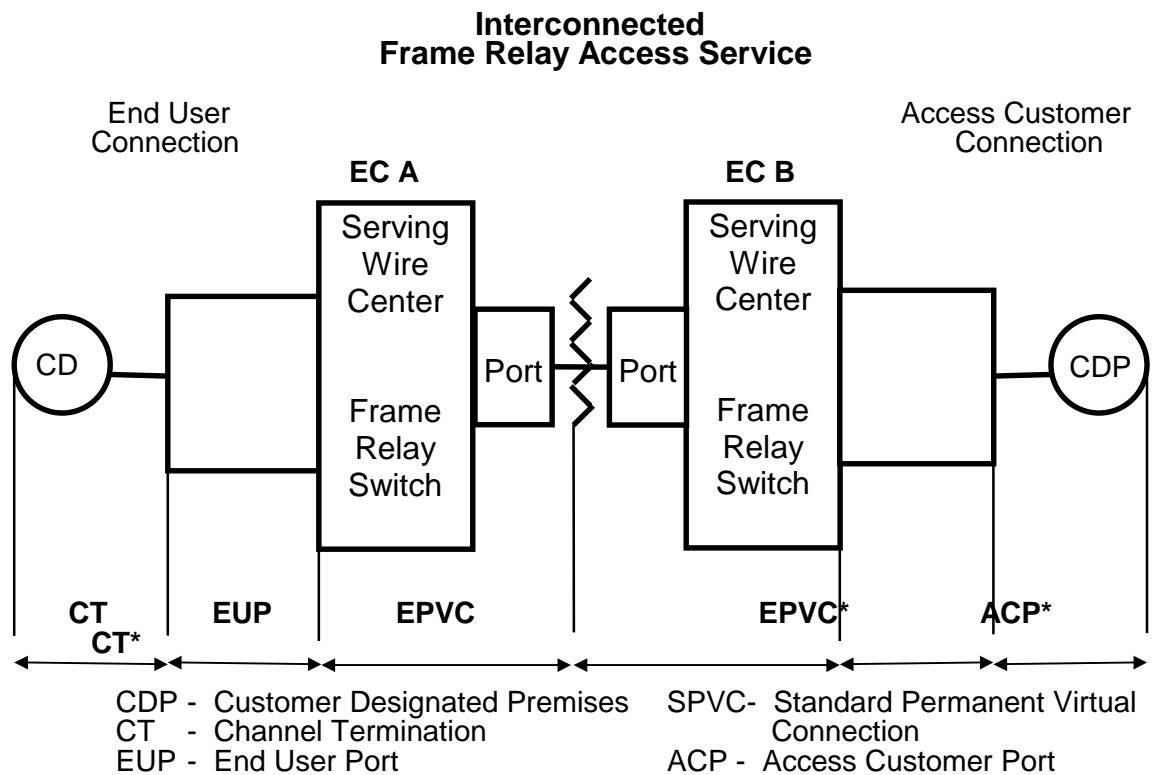 Interconnected
Frame Relay Access Service
End User
Connection
Access Customer
Connection
EC A
EC B
Serving
Wire
Center
Frame
Relay
Switch
Port
Port
Serving
Wire
Center
Frame
Relay
Switch
CD
CDP
CT
CT*
EUP
EPVC
EPVC*
ACP*
CDP - Customer Designated Premises
CT - Channel Termination
EUP - End User Port
SPVC- Standard Permanent Virtual
Connection
ACP - Access Customer Port